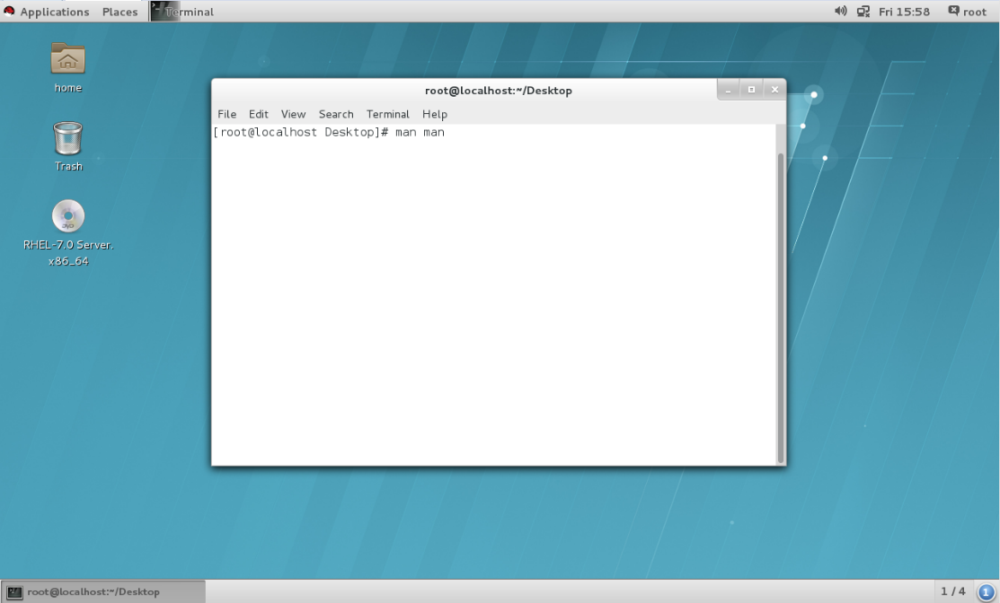 Applications Places Terminal Fri 15:58 root
home
Trash
RHEL-7.0 Server.
x86_64
root@localhost:~/Desktop
File Edit View Search Terminal Help
[root@localhost Desktop]# man man
root@localhost:~/Desktop 1 / 4 1